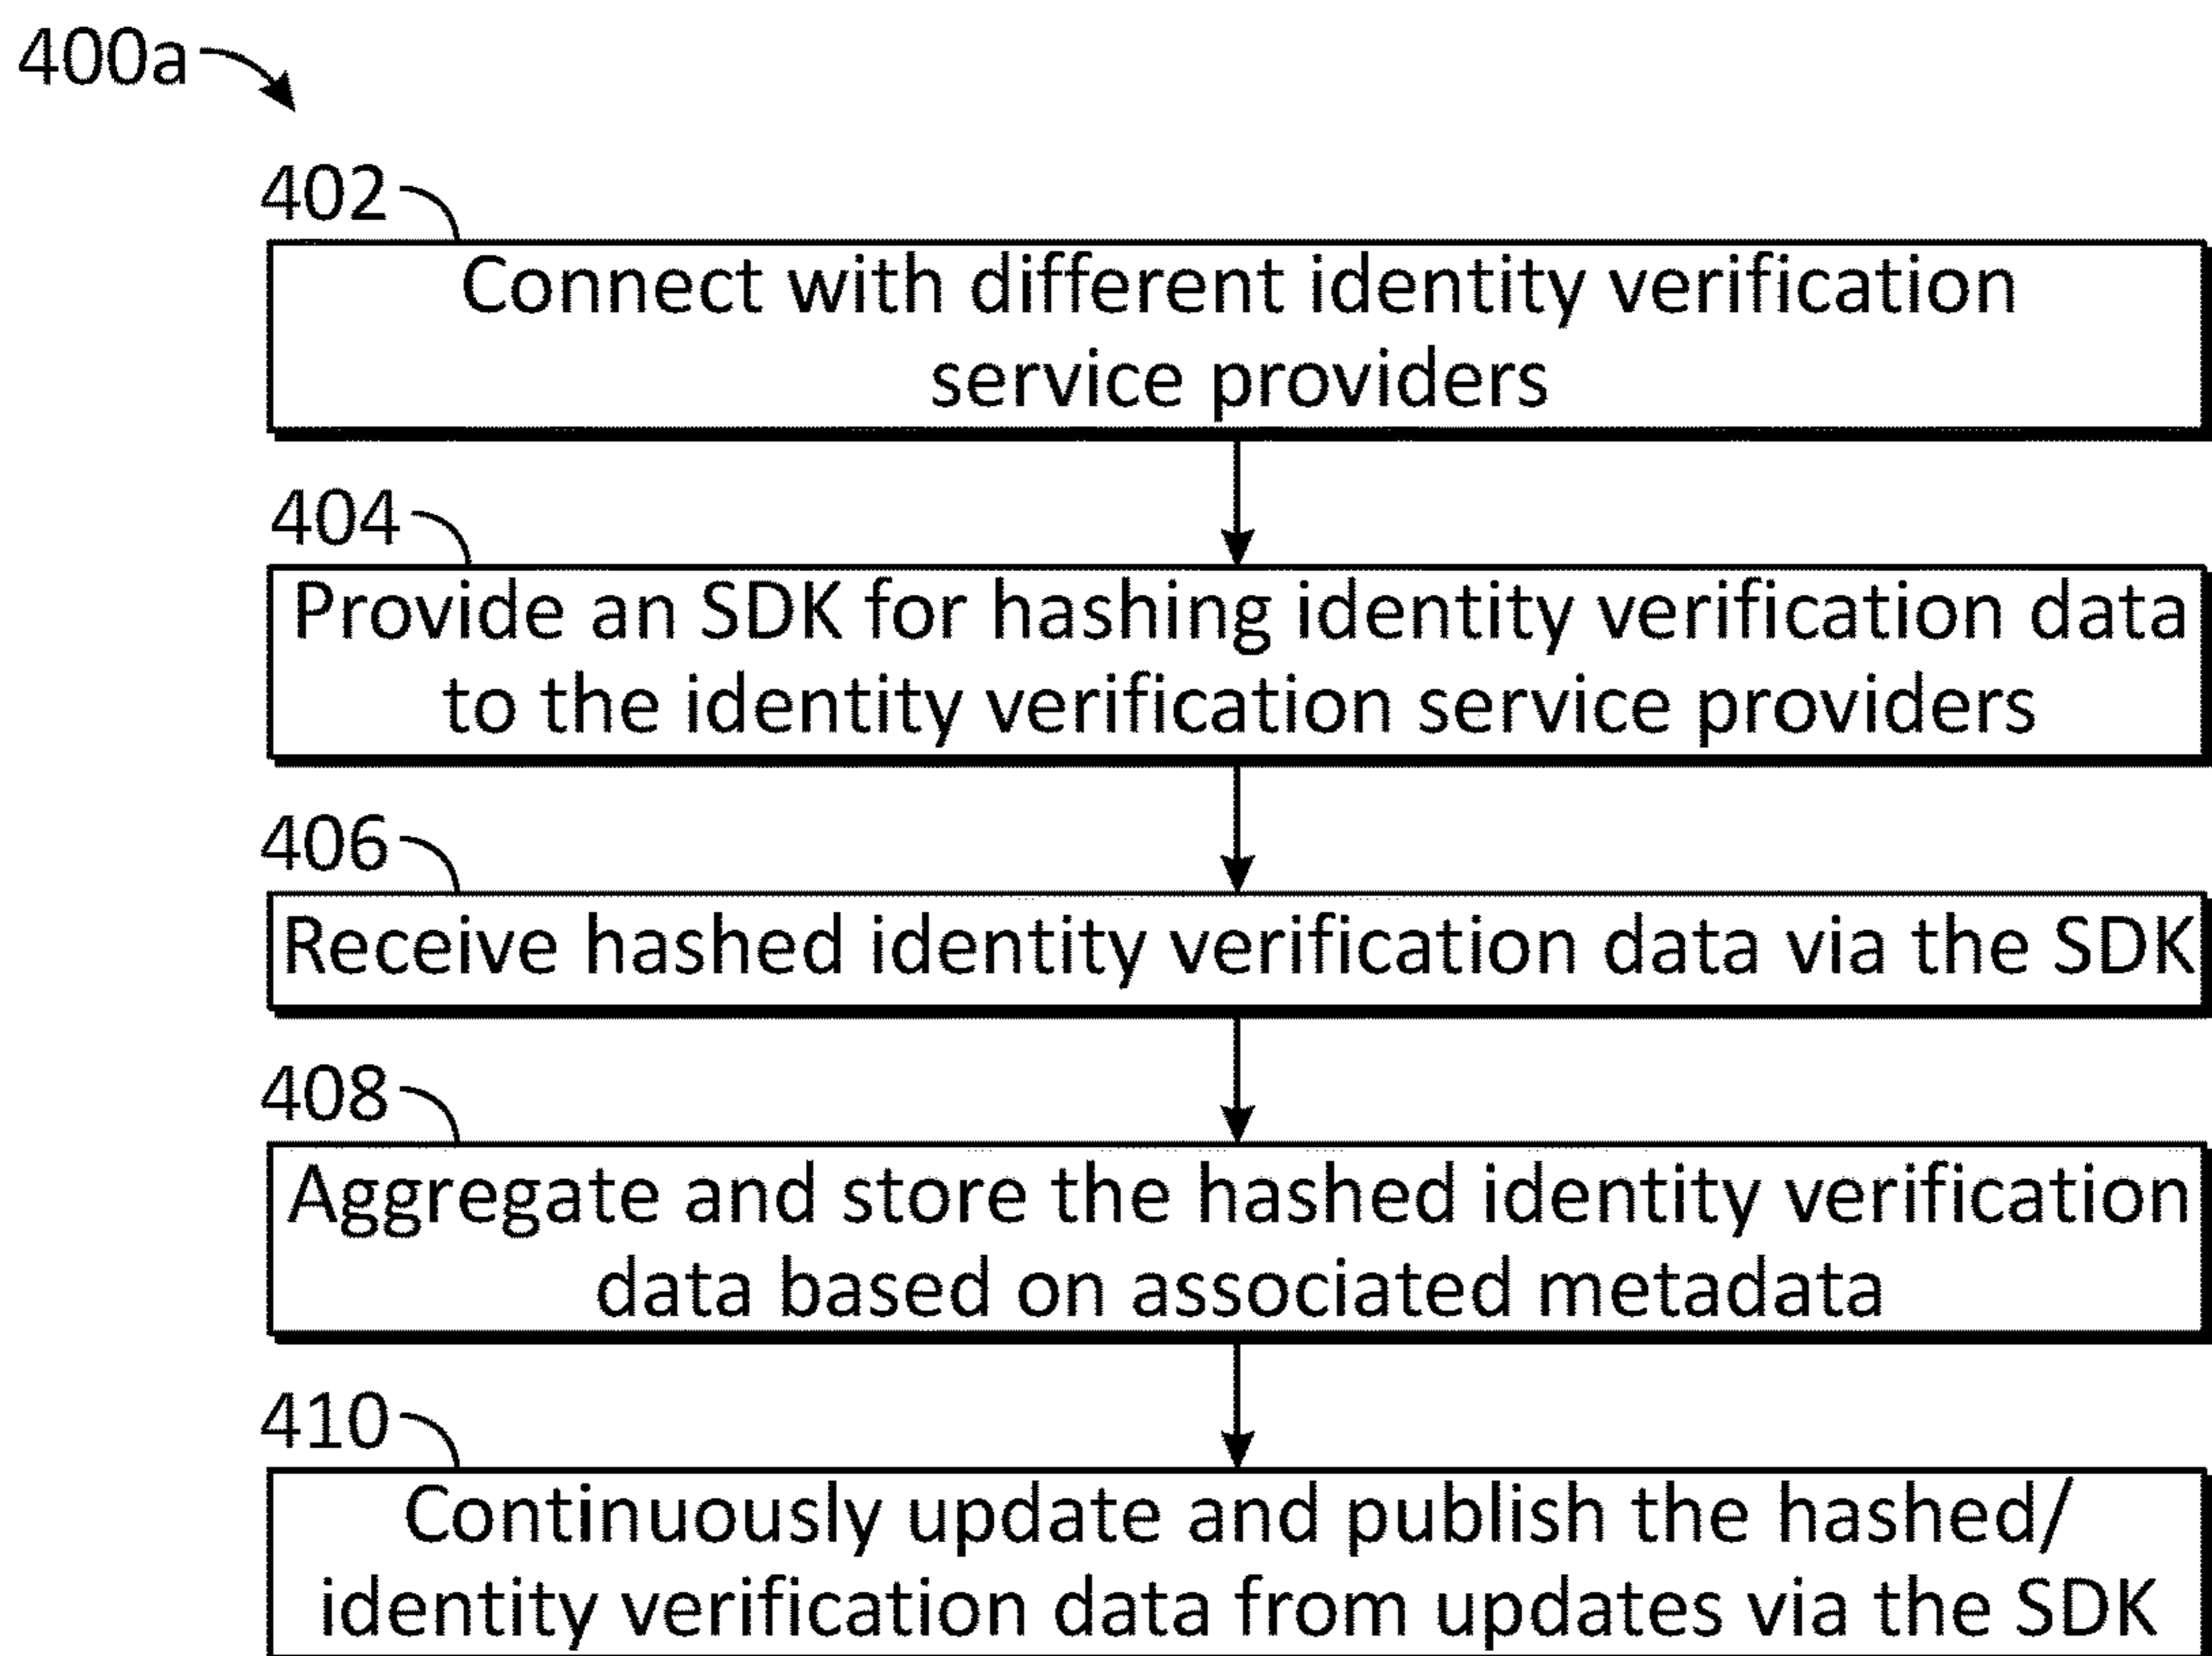 400a
402
Connect with different identity verification
service providers
404
Provide an SDK for hashing identity verification data
to the identity verification service providers
406
Receive hashed identity verification data via the SDK
408
Aggregate and store the hashed identity verification
data based on associated metadata
410
Continuously update and publish the hashed/
identity verification data from updates via the SDK